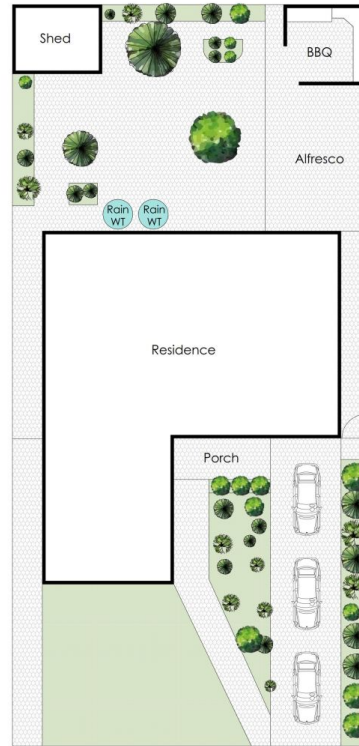 Shed
BBQ
Alfresco
Rain
WT
Rain
WT
Residence
Porch